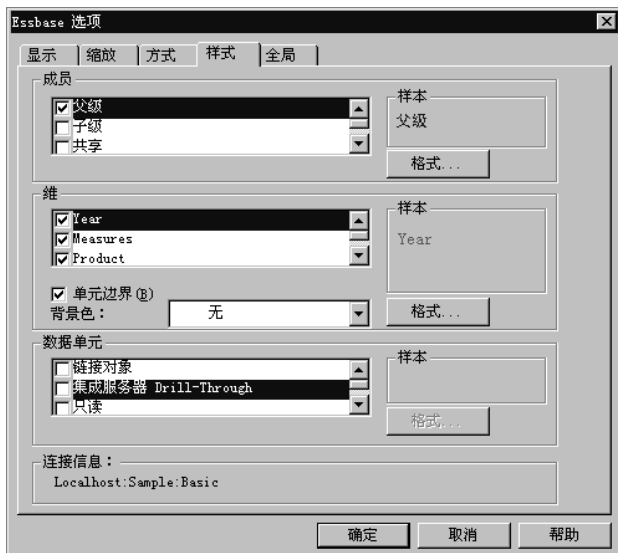 Essbase 选项
显示 缩放 方式 样式 全局
成员
父级
子级
共享
样本
父级
格式...
维
Year
Measures
Product
单元边界(B)
背景色： 无
样本
Year
格式...
数据单元
链接对象
集成服务器 Drill-Through
只读
样本
格式...
连接信息：
Localhost:Sample:Basic
确定 取消 帮助